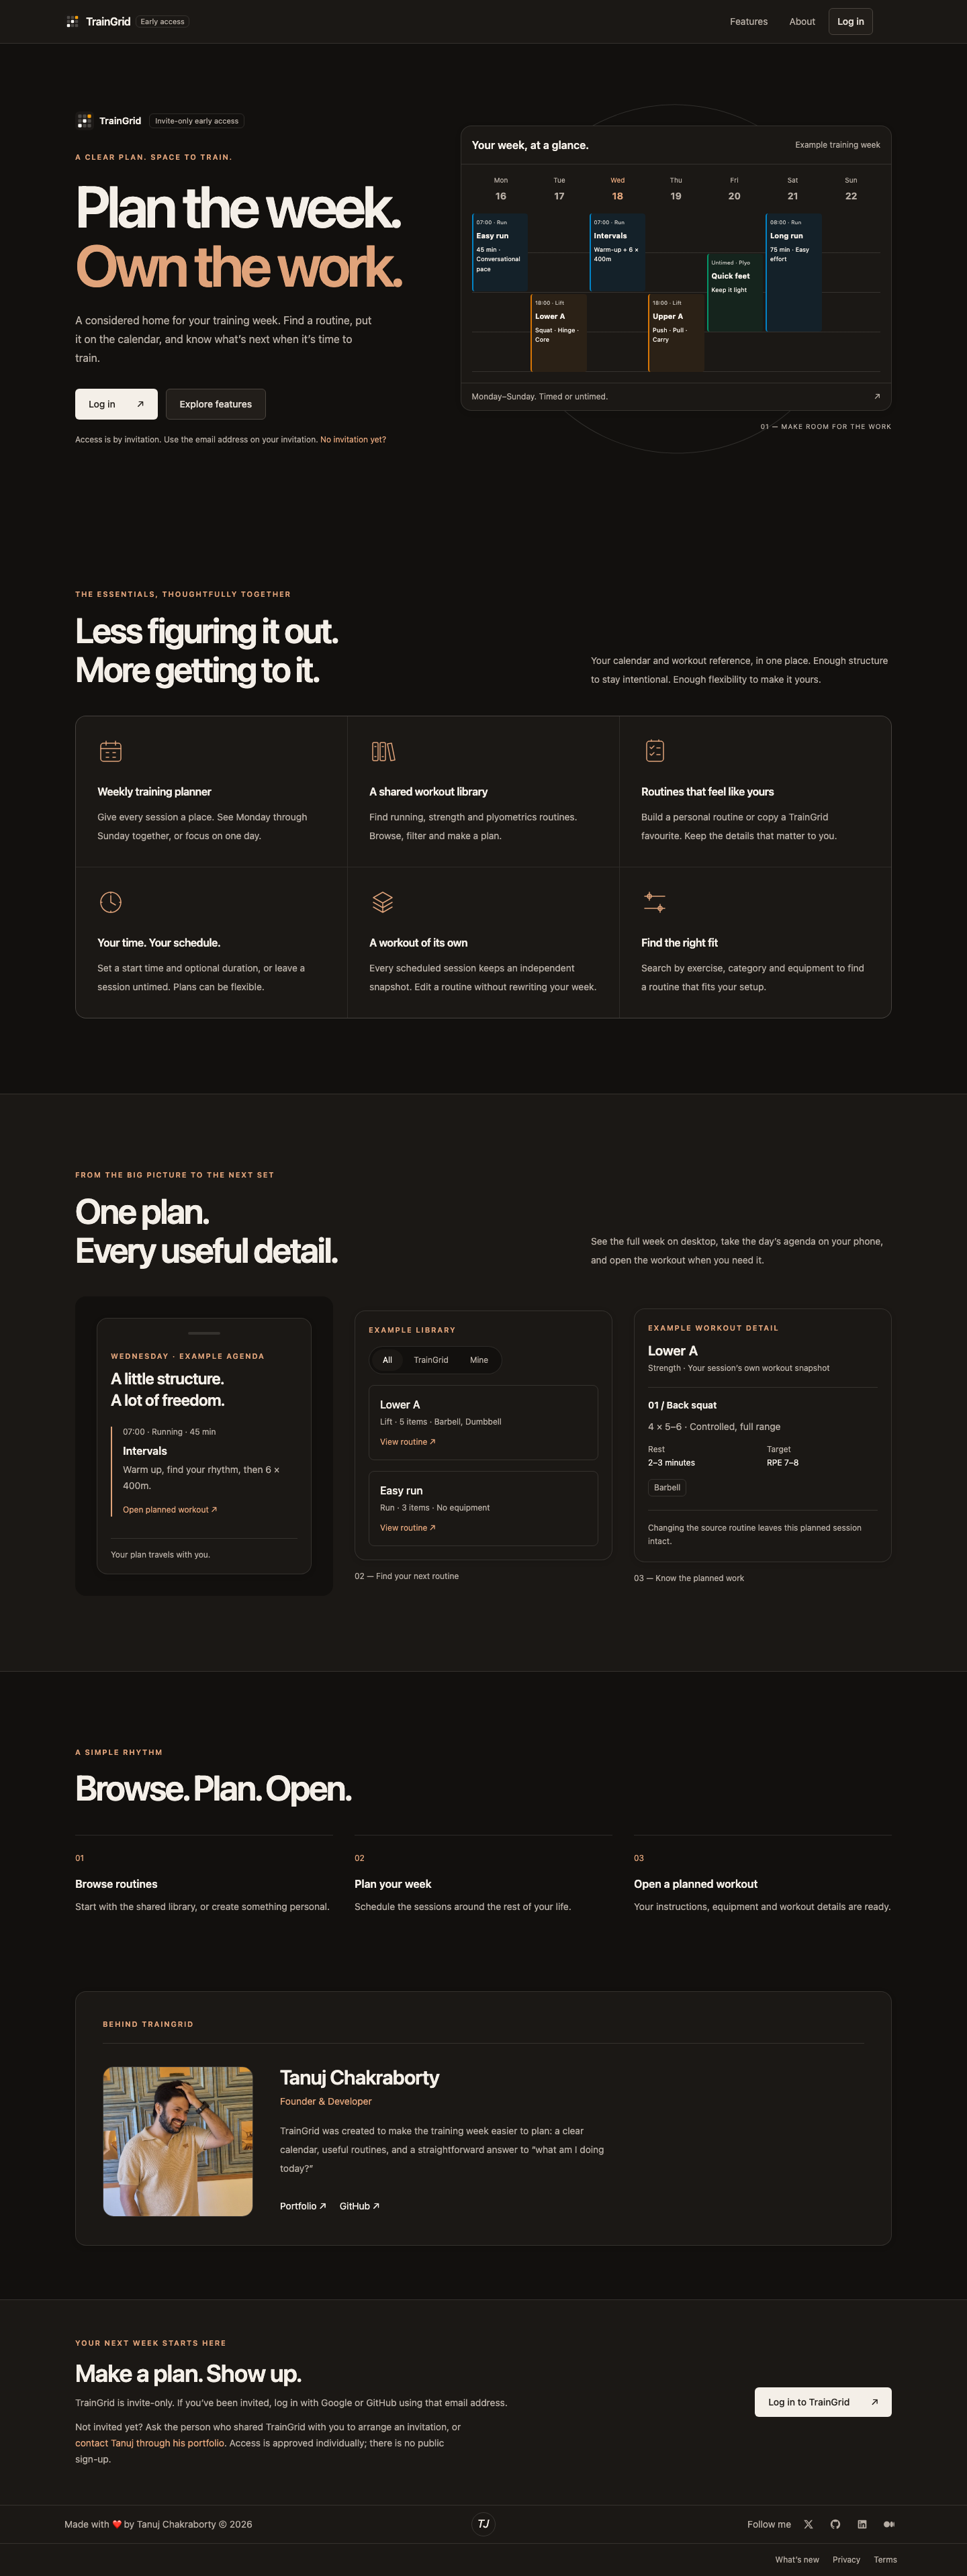 TrainGrid Early access Features About Log in
TrainGrid Invite-only early access
A CLEAR PLAN. SPACE TO TRAIN.
Plan the week.
Own the work.
A considered home for your training week. Find a routine, put
it on the calendar, and know what's next when it's time to
train.
Log in ↗ Explore features
Access is by invitation. Use the email address on your invitation. No invitation yet?
Your week, at a glance. Example training week
Mon Tue Wed Thu Fri Sat Sun
16 17 18 19 20 21 22
07:00 · Run
Easy run
45 min ·
Conversational
pace
18:00 · Lift
Lower A
Squat · Hinge ·
Core
07:00 · Run
Intervals
Warm-up + 6 ×
400m
18:00 · Lift
Upper A
Push · Pull ·
Carry
Untimed · Plyo
Quick feet
Keep it light
08:00 · Run
Long run
75 min · Easy
effort
Monday–Sunday. Timed or untimed. ↗
01 — MAKE ROOM FOR THE WORK
THE ESSENTIALS, THOUGHTFULLY TOGETHER
Less figuring it out.
More getting to it.
Your calendar and workout reference, in one place. Enough structure
to stay intentional. Enough flexibility to make it yours.
Weekly training planner
Give every session a place. See Monday through
Sunday together, or focus on one day.
A shared workout library
Find running, strength and plyometrics routines.
Browse, filter and make a plan.
Routines that feel like yours
Build a personal routine or copy a TrainGrid
favourite. Keep the details that matter to you.
Your time. Your schedule.
Set a start time and optional duration, or leave a
session untimed. Plans can be flexible.
A workout of its own
Every scheduled session keeps an independent
snapshot. Edit a routine without rewriting your week.
Find the right fit
Search by exercise, category and equipment to find
a routine that fits your setup.
FROM THE BIG PICTURE TO THE NEXT SET
One plan.
Every useful detail.
See the full week on desktop, take the day's agenda on your phone,
and open the workout when you need it.
WEDNESDAY · EXAMPLE AGENDA
A little structure.
A lot of freedom.
07:00 · Running · 45 min
Intervals
Warm up, find your rhythm, then 6 ×
400m.
Open planned workout ↗
Your plan travels with you.
EXAMPLE LIBRARY
All TrainGrid Mine
Lower A
Lift · 5 items · Barbell, Dumbbell
View routine ↗
Easy run
Run · 3 items · No equipment
View routine ↗
02 — Find your next routine
EXAMPLE WORKOUT DETAIL
Lower A
Strength · Your session's own workout snapshot
01 / Back squat
4 × 5–6 · Controlled, full range
Rest Target
2–3 minutes RPE 7–8
Barbell
Changing the source routine leaves this planned session
intact.
03 — Know the planned work
A SIMPLE RHYTHM
Browse. Plan. Open.
01
Browse routines
Start with the shared library, or create something personal.
02
Plan your week
Schedule the sessions around the rest of your life.
03
Open a planned workout
Your instructions, equipment and workout details are ready.
BEHIND TRAINGRID
Tanuj Chakraborty
Founder & Developer
TrainGrid was created to make the training week easier to plan: a clear
calendar, useful routines, and a straightforward answer to “what am I doing
today?”
Portfolio ↗ GitHub ↗
YOUR NEXT WEEK STARTS HERE
Make a plan. Show up.
TrainGrid is invite-only. If you've been invited, log in with Google or GitHub using that email address.
Not invited yet? Ask the person who shared TrainGrid with you to arrange an invitation, or
contact Tanuj through his portfolio. Access is approved individually; there is no public
sign-up.
Log in to TrainGrid ↗
Made with ❤️ by Tanuj Chakraborty © 2026 TJ Follow me
What's new Privacy Terms